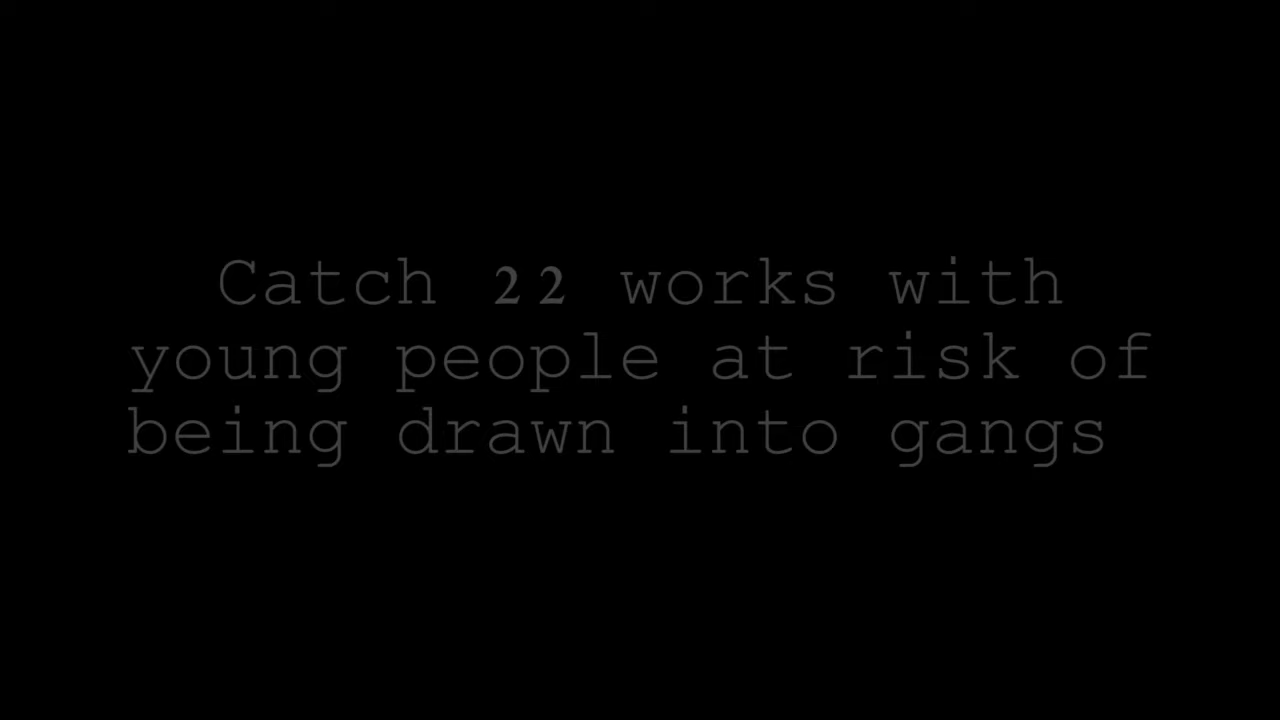 Catch 22 works with
young people at risk of
being drawn into gangs